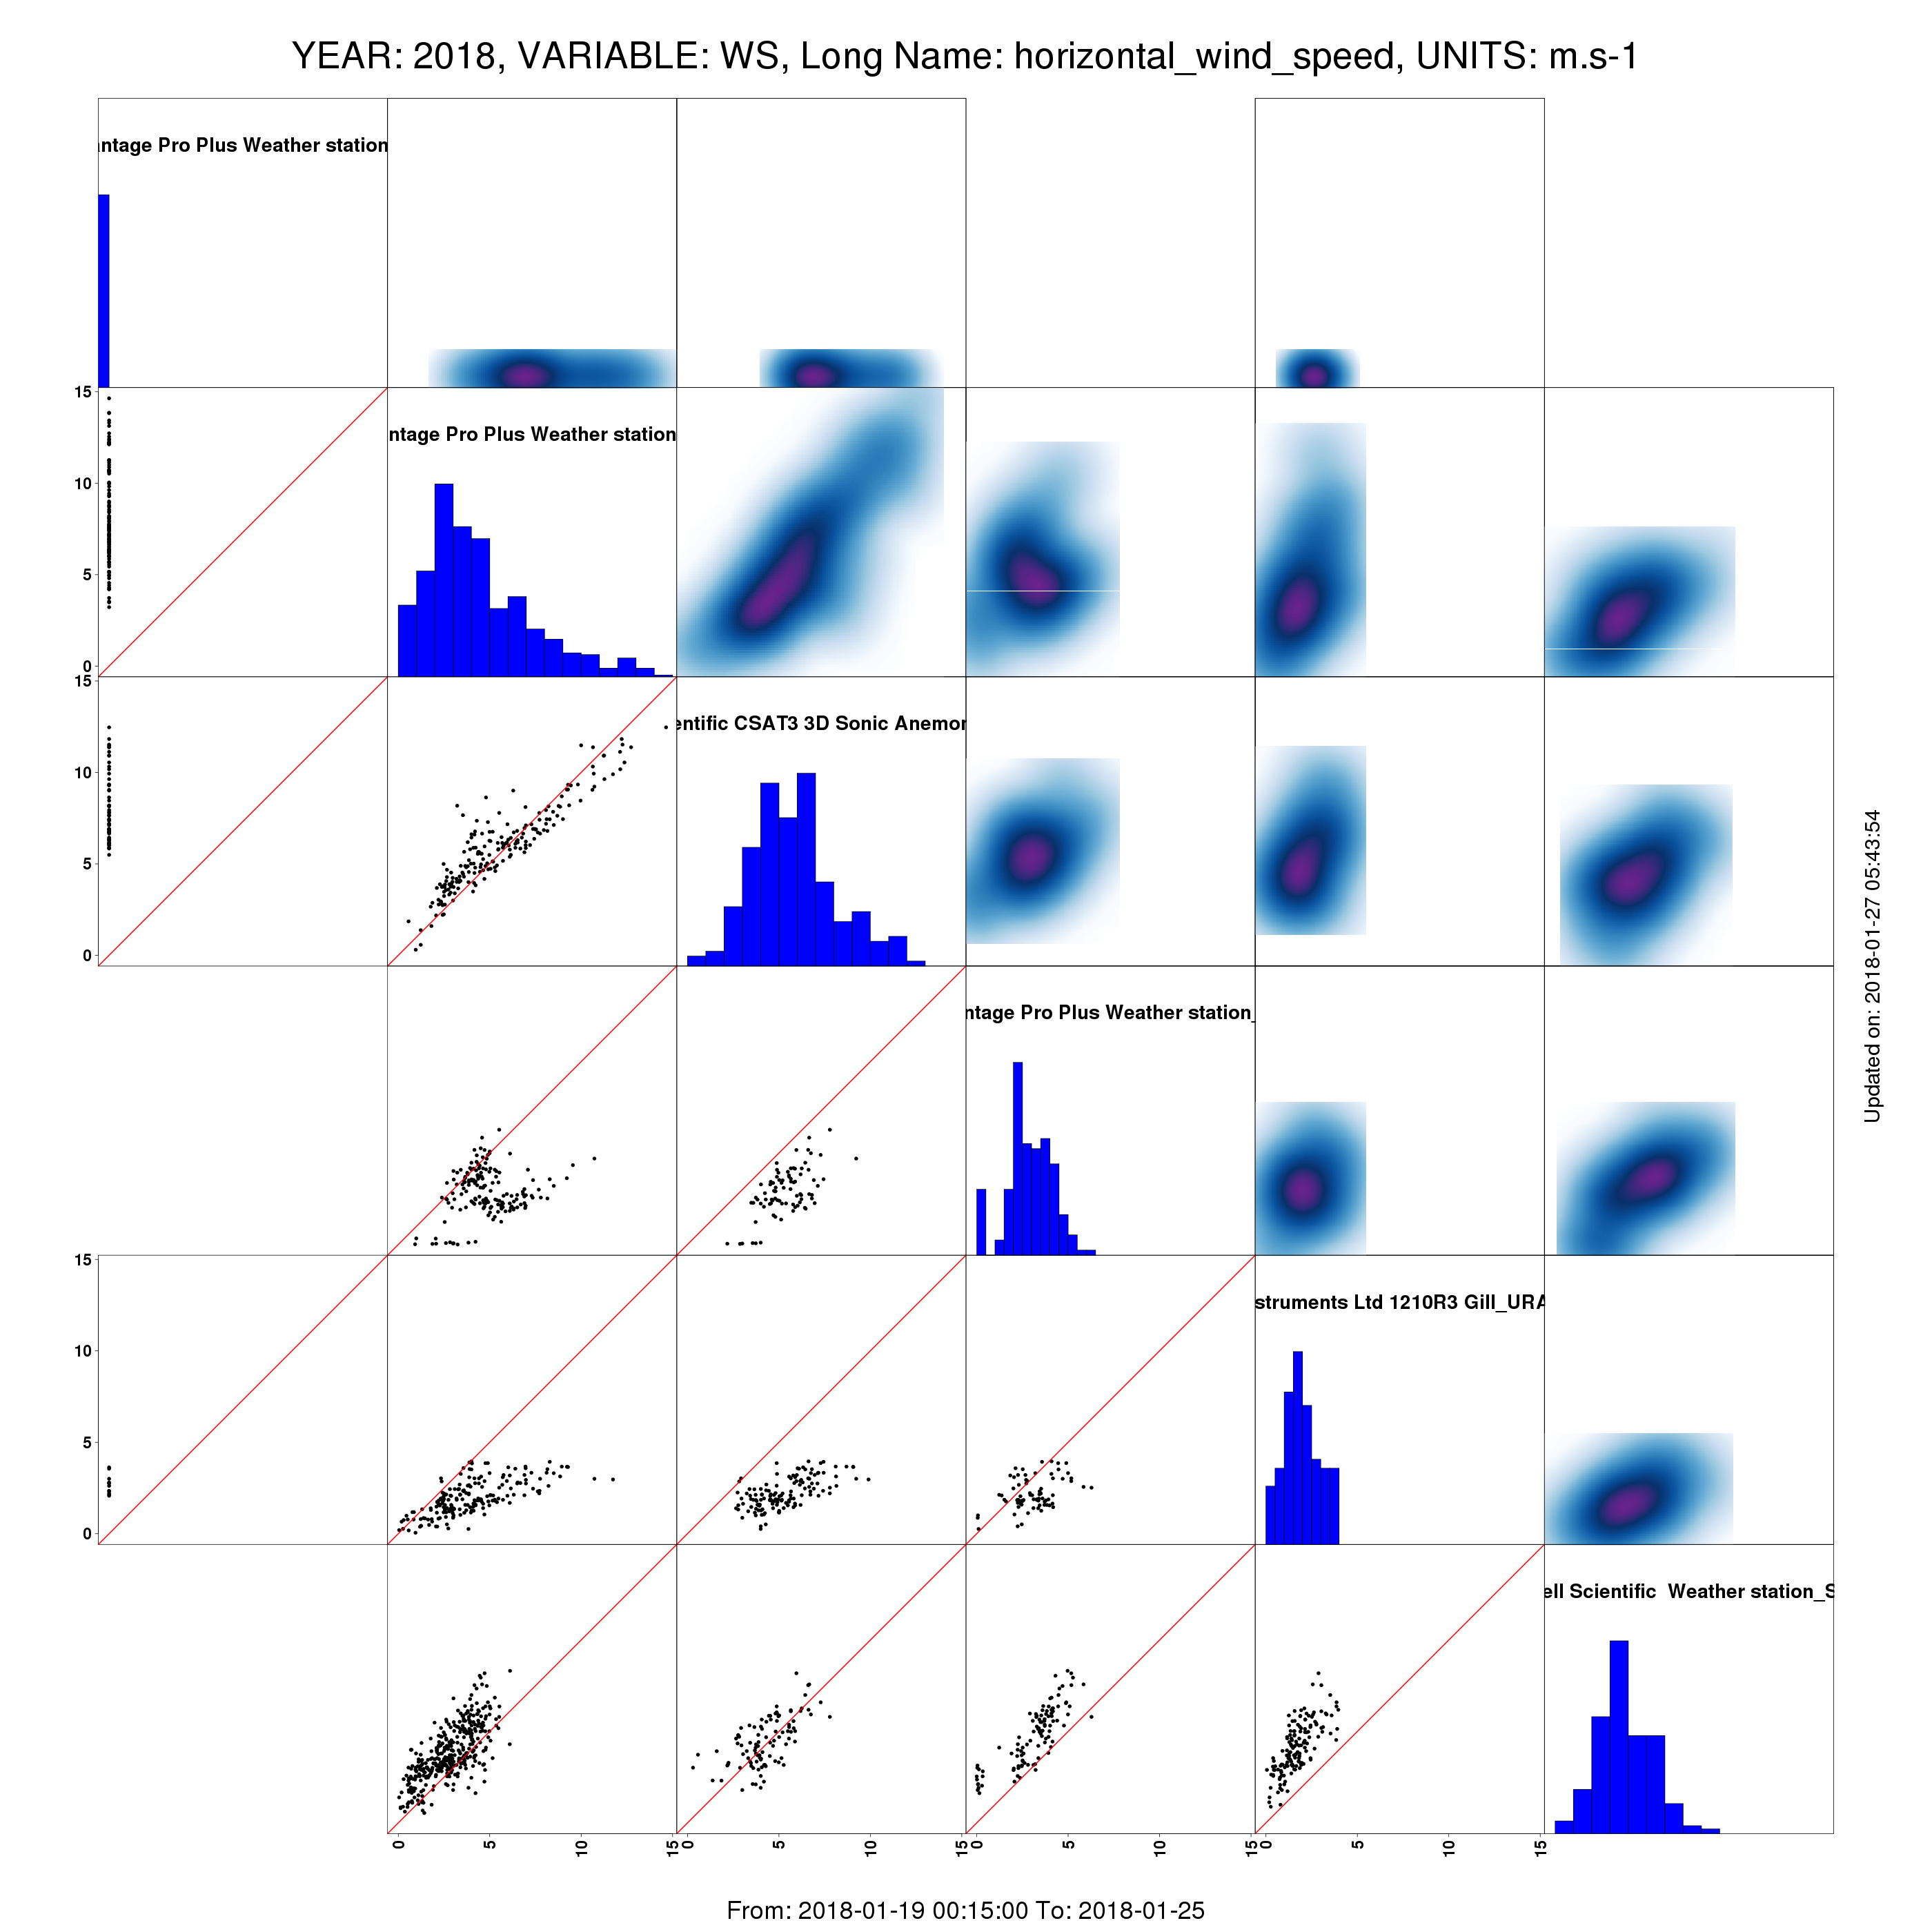 YEAR: 2018, VARIABLE: WS, Long Name: horizontal_wind_speed, UNITS: m.s-1
ntage Pro Plus Weather station
15
10
5
0
ntage Pro Plus Weather station
15
10
5
0
entific CSAT3 3D Sonic Anemor
ntage Pro Plus Weather station_
15
10
5
0
struments Ltd 1210R3 Gill_URA
ell Scientific  Weather station_S
0 5 10 15 0 5 10 15 0 5 10 15 0 5 10 15
Updated on: 2018-01-27 05:43:54
From: 2018-01-19 00:15:00 To: 2018-01-25